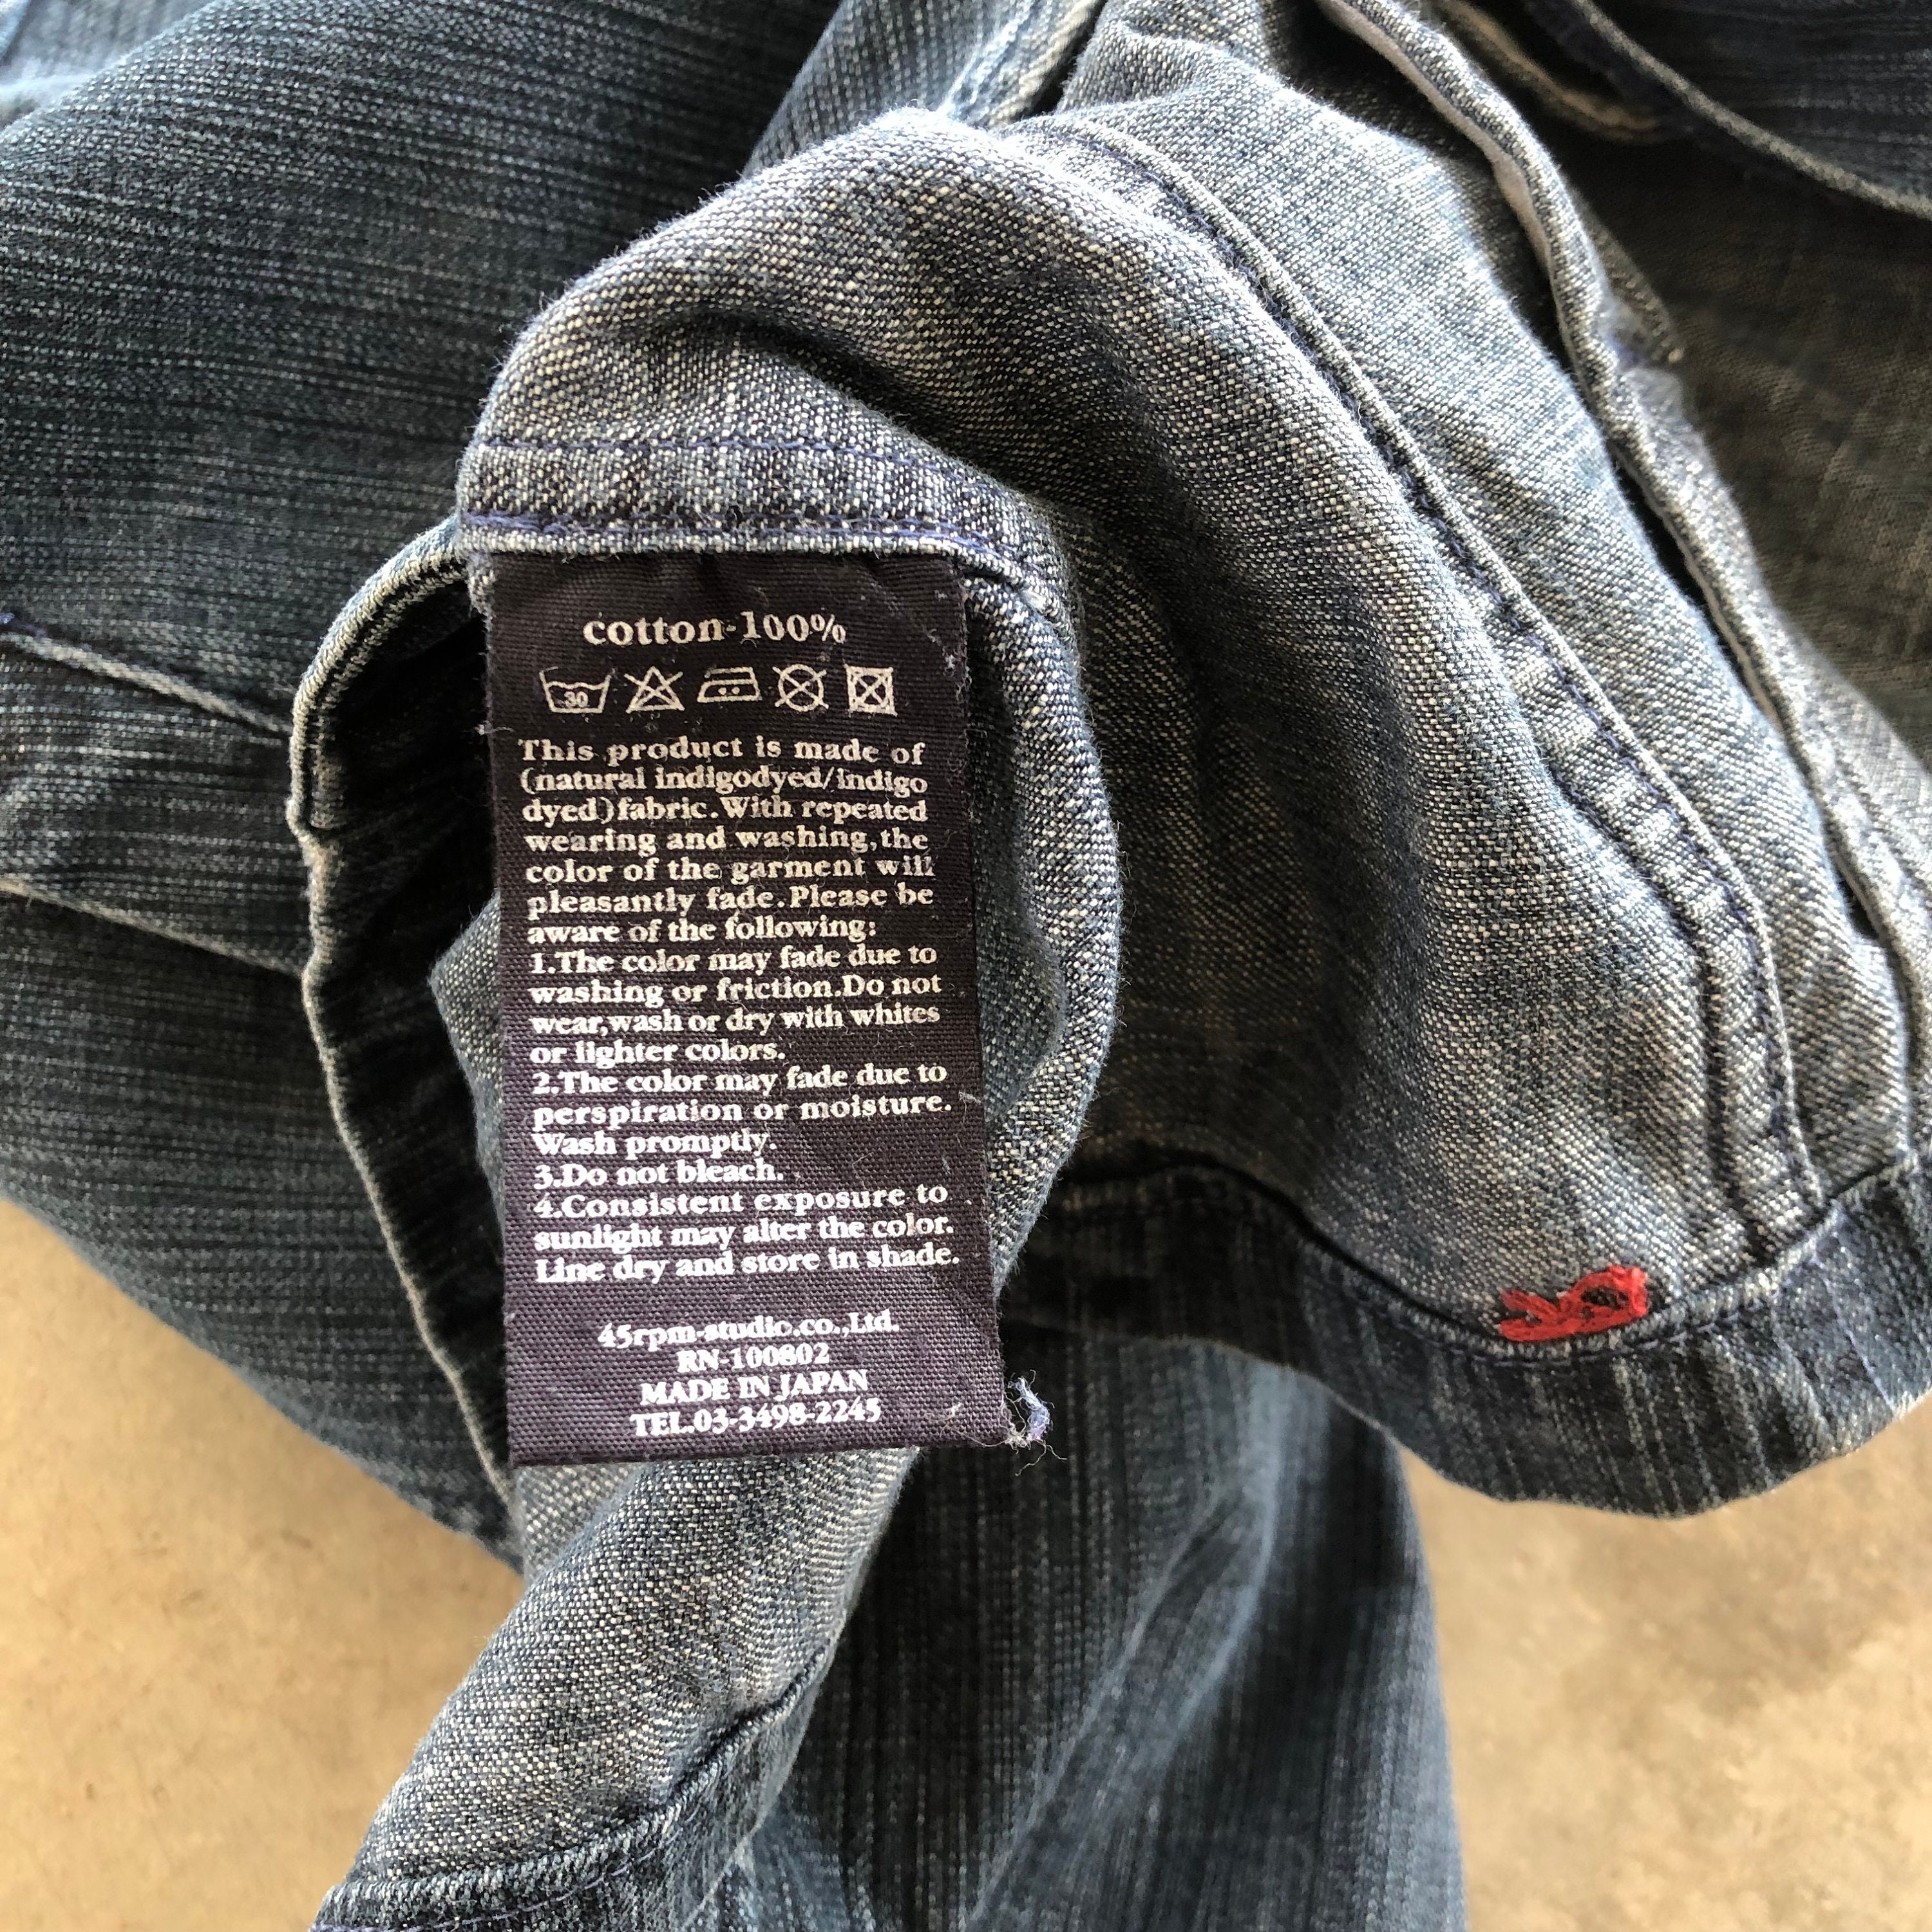 cotton-100%
30
This product is made of
(natural indigodyed/indigo
dyed)fabric.With repeated
wearing and washing,the
color of the garment will
pleasantly fade.Please be
aware of the following:
1.The color may fade due to
washing or friction.Do not
wear,wash or dry with whites
or lighter colors.
2.The color may fade due to
perspiration or moisture.
Wash promptly.
3.Do not bleach.
4.Consistent exposure to
sunlight may alter the color.
Line dry and store in shade.
45rpm-studio.co.,Ltd.
RN-100802
MADE IN JAPAN
TEL.03-3498-2245